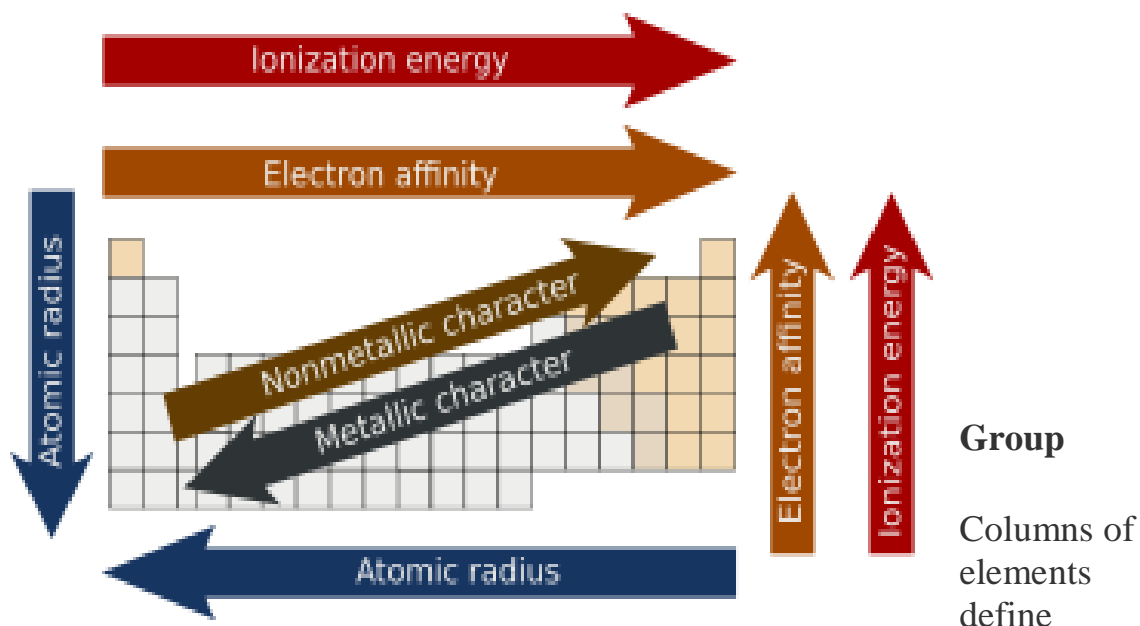 Ionization energy
Electron affinity
Atomic radius
Nonmetallic character
Metallic character
Electron affinity
Ionization energy
Atomic radius
Group
Columns of
elements
define